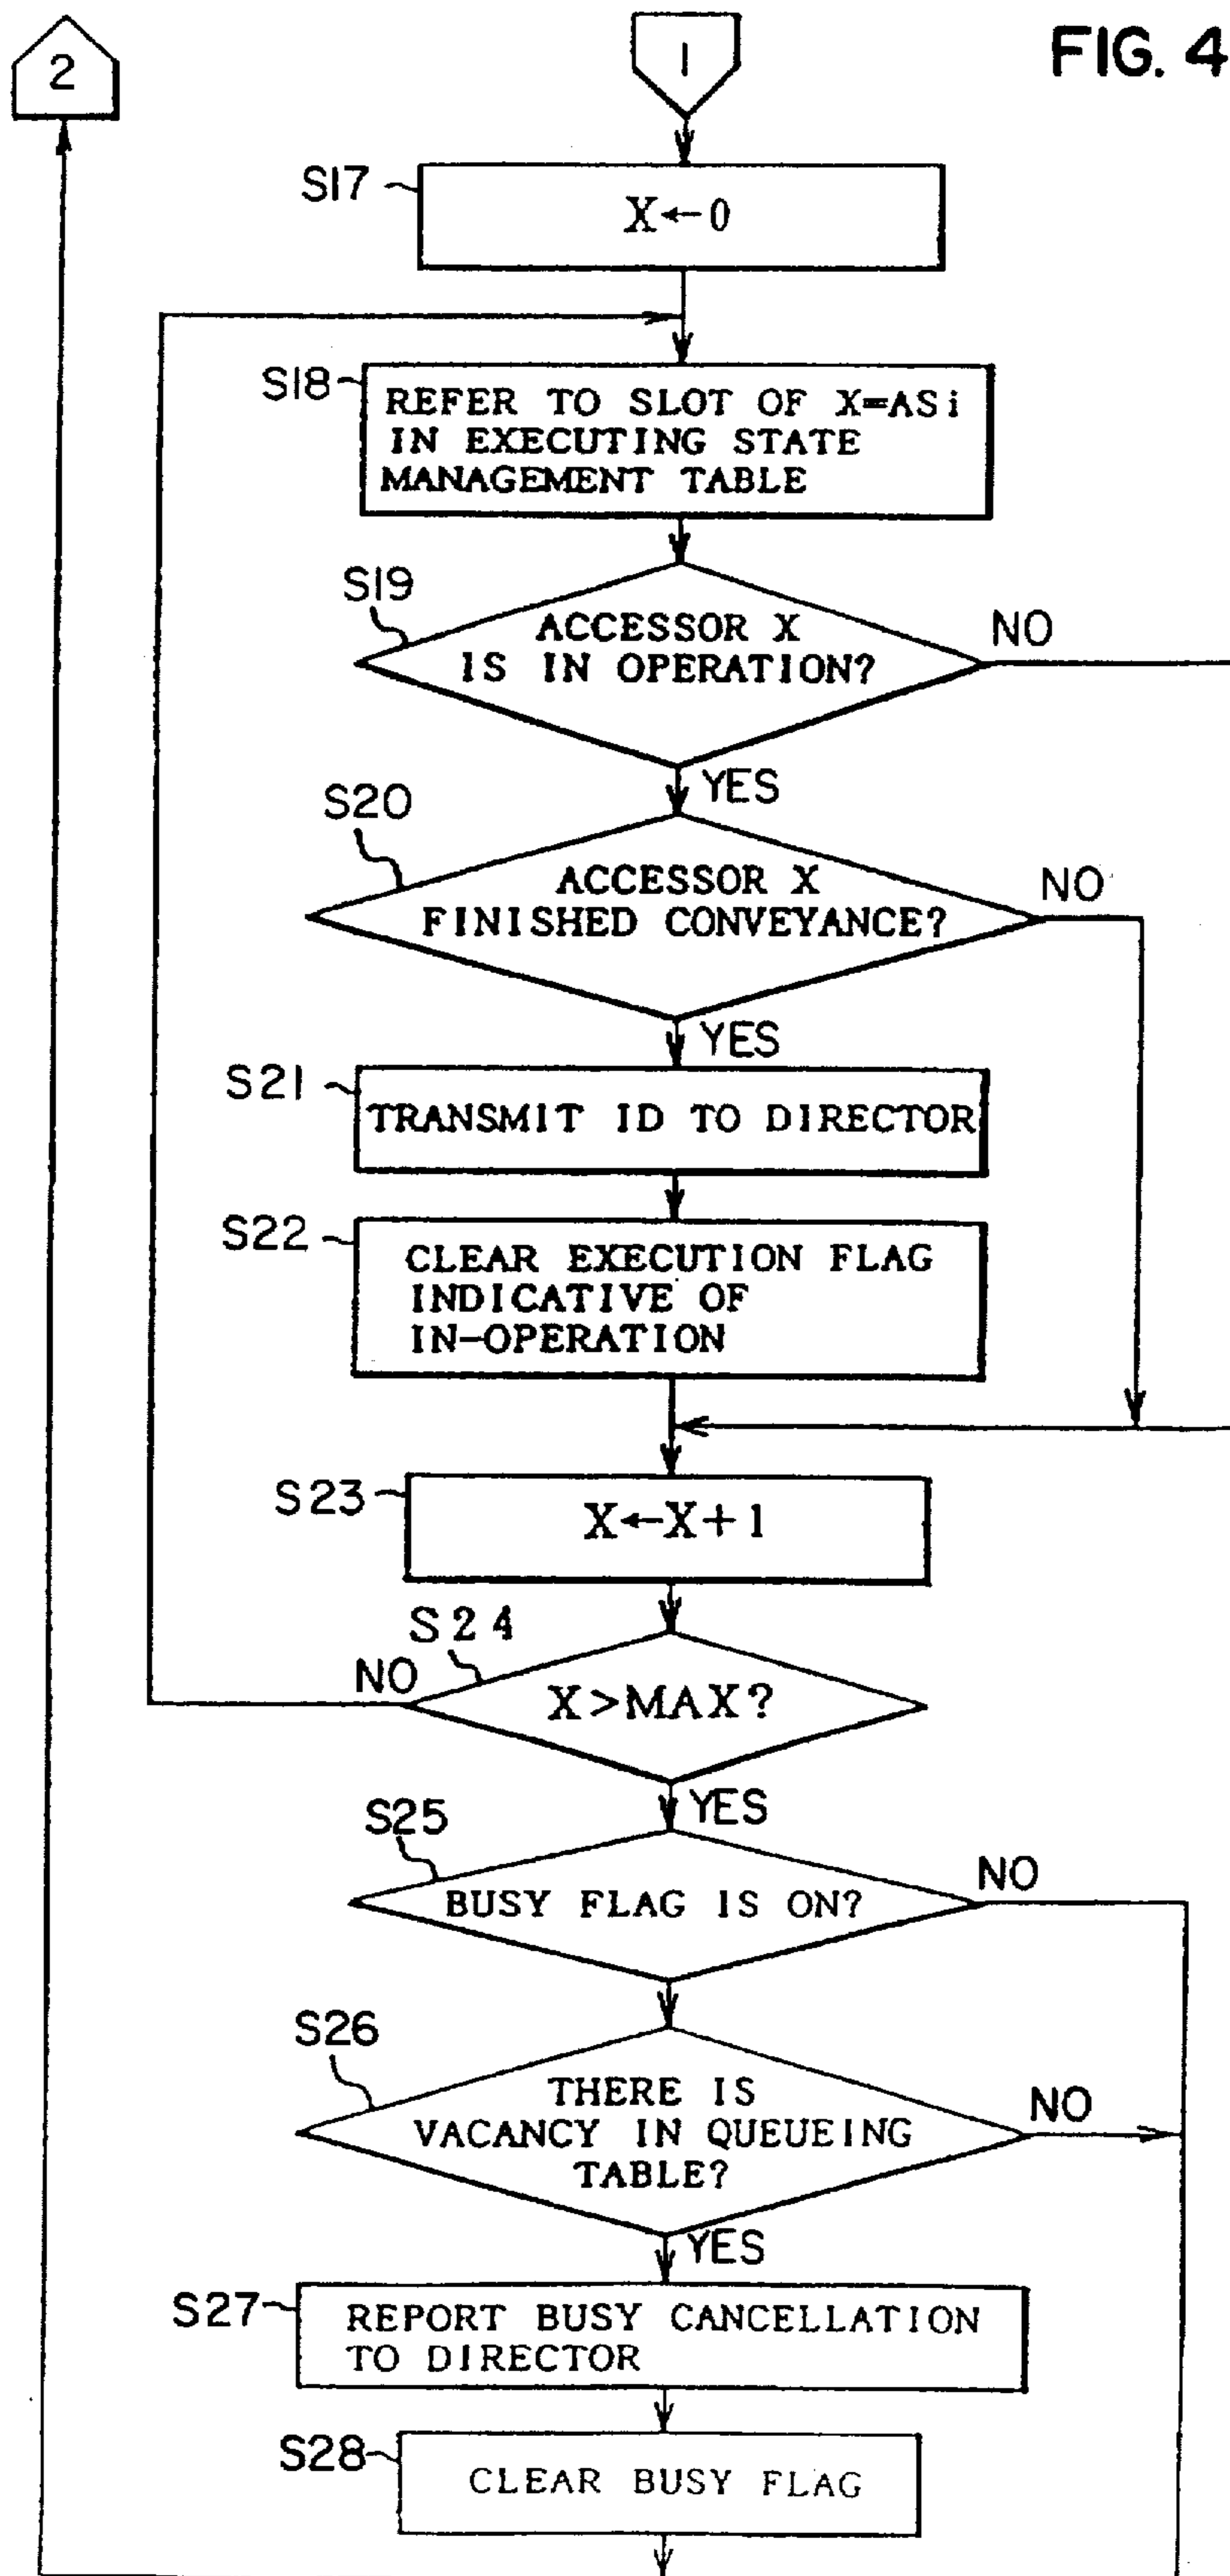 2
1
FIG. 4
S17
X←0
S18
REFER TO SLOT OF X=ASi
IN EXECUTING STATE
MANAGEMENT TABLE
S19
ACCESSOR X
IS IN OPERATION?
NO
YES
S20
ACCESSOR X
FINISHED CONVEYANCE?
NO
YES
S21
TRANSMIT ID TO DIRECTOR
S22
CLEAR EXECUTION FLAG
INDICATIVE OF
IN-OPERATION
S23
X←X+1
S24
NO
X>MAX?
YES
S25
BUSY FLAG IS ON?
NO
S26
THERE IS
VACANCY IN QUEUEING
TABLE?
NO
YES
S27
REPORT BUSY CANCELLATION
TO DIRECTOR
S28
CLEAR BUSY FLAG